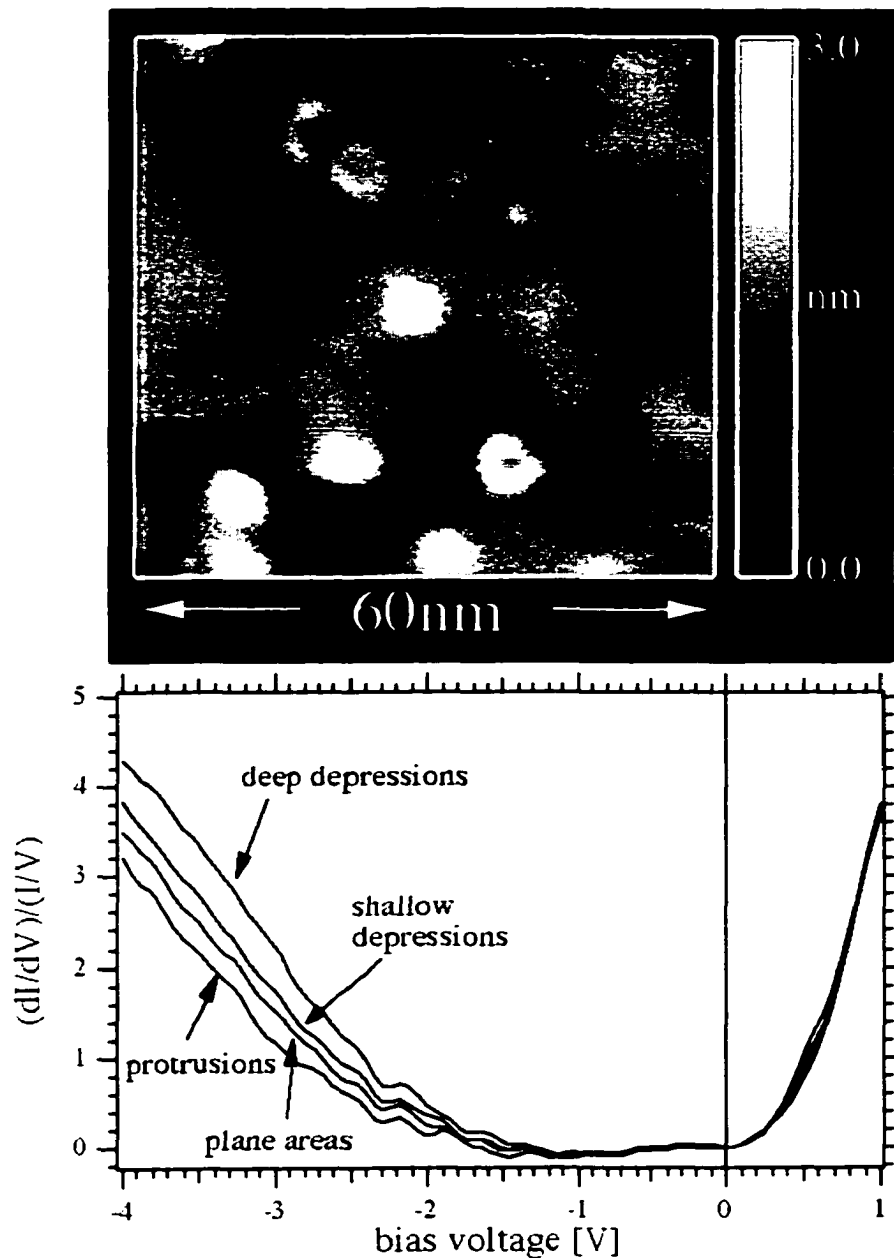 3.0
nm
0.0
60nm
(dI/dV)/(I/V)
5
4
3
2
1
0
deep depressions
shallow
depressions
protrusions
plane areas
-4 -3 -2 -1 0 1
bias voltage [V]